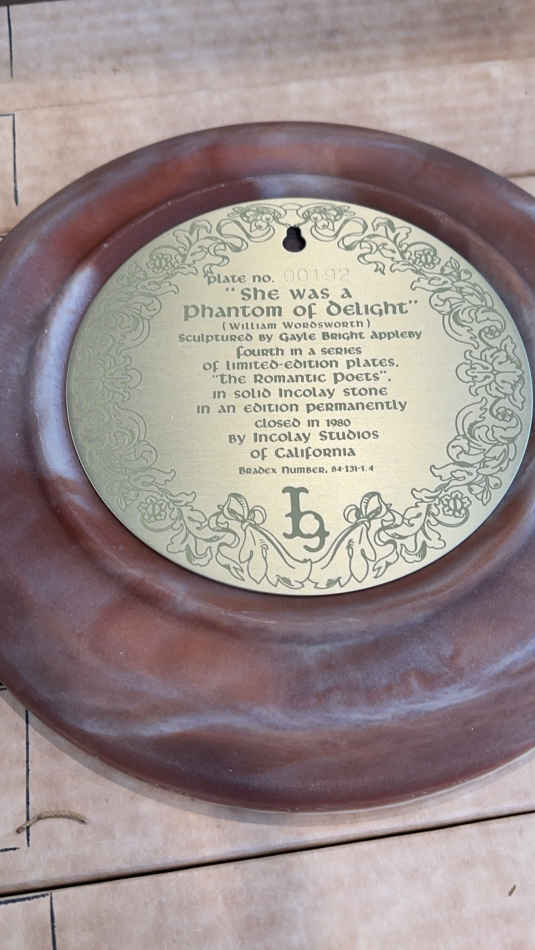 Plate no. 00192
"She was a
Phantom of Delight"
(William Wordsworth)
Sculptured by Gayle Bright Appleby
fourth in a series
of limited-edition plates,
"The Romantic Poets",
in solid Incolay stone
in an edition permanently
closed in 1980
by Incolay Studios
of California
Bradex Number, 84-131-1.4